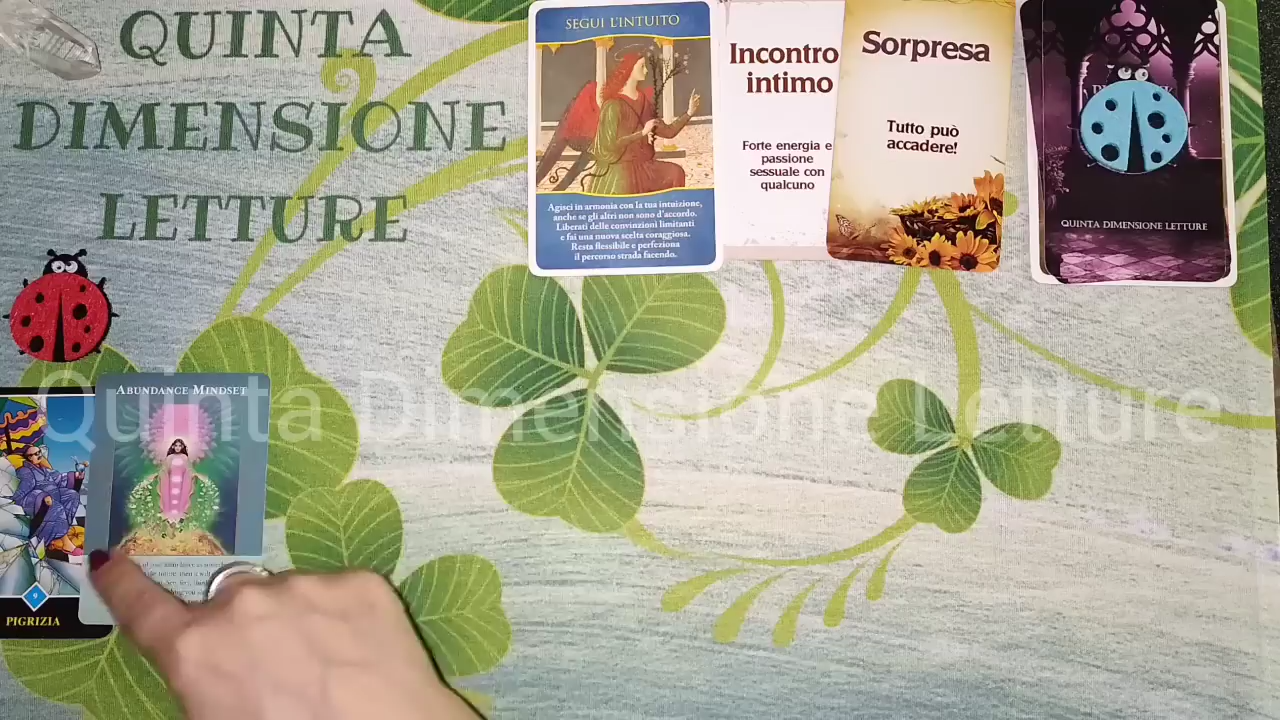 QUINTA
DIMENSIONE
LETTURE
SEGUI L'INTUITO
Agisci in armonia con la tua intuizione,
anche se gli altri non sono d'accordo.
Liberati delle convinzioni limitanti
e fai una nuova scelta coraggiosa.
Resta flessibile e perfeziona
il percorso strada facendo.
Incontro
intimo
Forte energia e
passione
sessuale con
qualcuno
Sorpresa
Tutto può
accadere!
QUINTA DIMENSIONE LETTURE
Quinta Dimensione Letture
ABUNDANCE MINDSET
9
PIGRIZIA